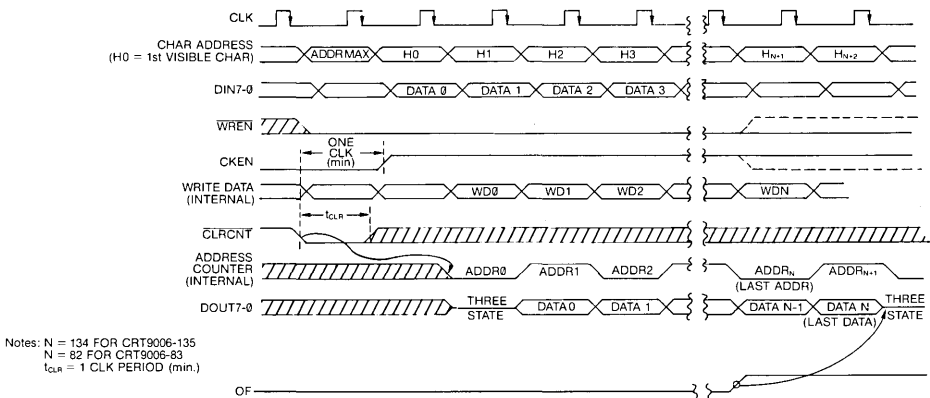 CLK
CHAR ADDRESS
(H0 = 1st VISIBLE CHAR)
ADDRMAX H0 H1 H2 H3 HN+1 HN+2
DIN7-0
DATA 0 DATA 1 DATA 2 DATA 3
WREN
ONE
CLK
(min)
CKEN
WRITE DATA
(INTERNAL)
WD0 WD1 WD2 WDN
tCLR
CLRCNT
ADDRESS
COUNTER
(INTERNAL)
ADDR0 ADDR1 ADDR2 ADDRN ADDRN+1
(LAST ADDR)
DOUT7-0
THREE
STATE
DATA 0 DATA 1 DATA N-1 DATA N
(LAST DATA)
THREE
STATE
Notes: N = 134 FOR CRT9006-135
N = 82 FOR CRT9006-83
tCLR = 1 CLK PERIOD (min.)
OF